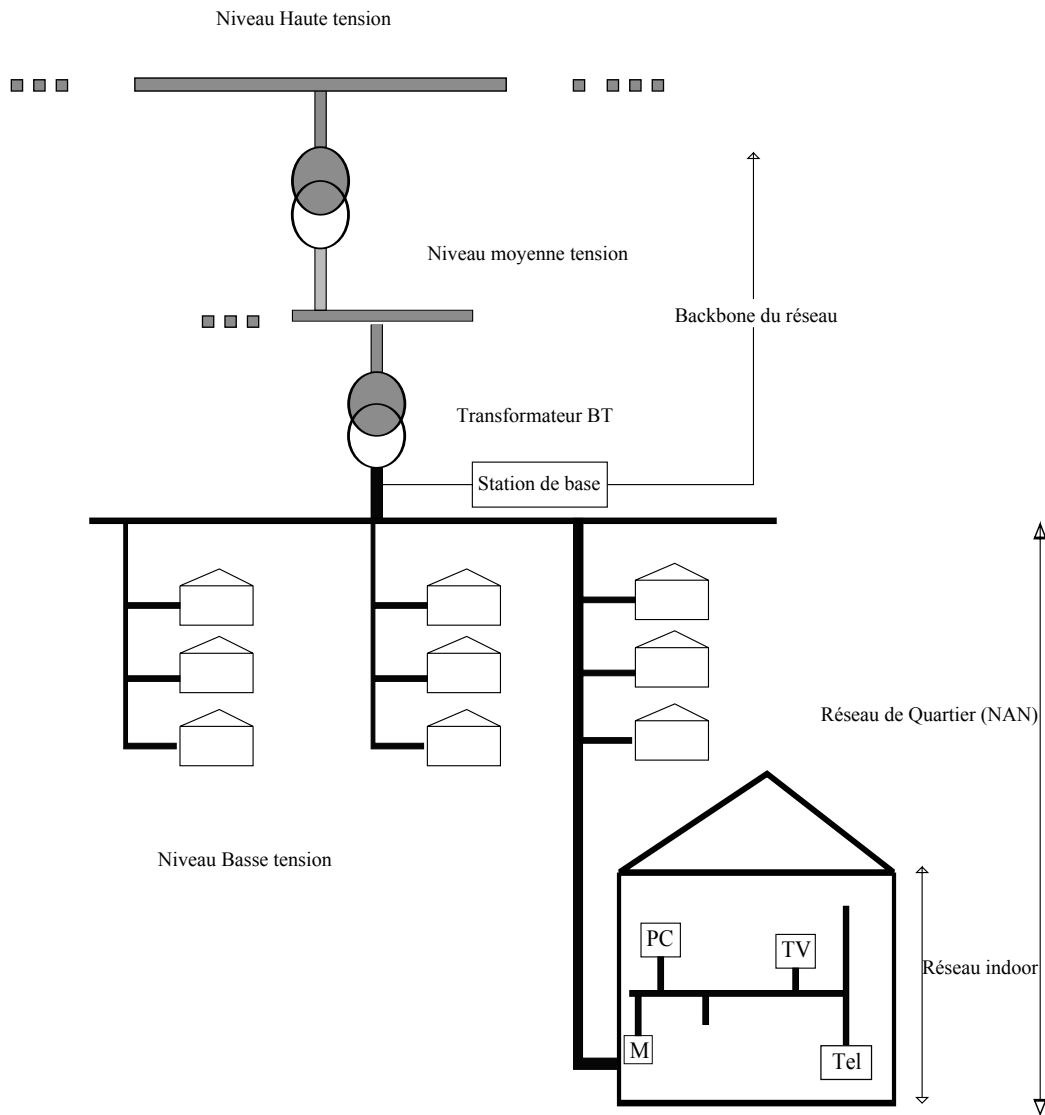 Niveau Haute tension
Niveau moyenne tension
Backbone du réseau
Transformateur BT
Station de base
Réseau de Quartier (NAN)
Niveau Basse tension
PC
TV
Réseau indoor
M
Tel